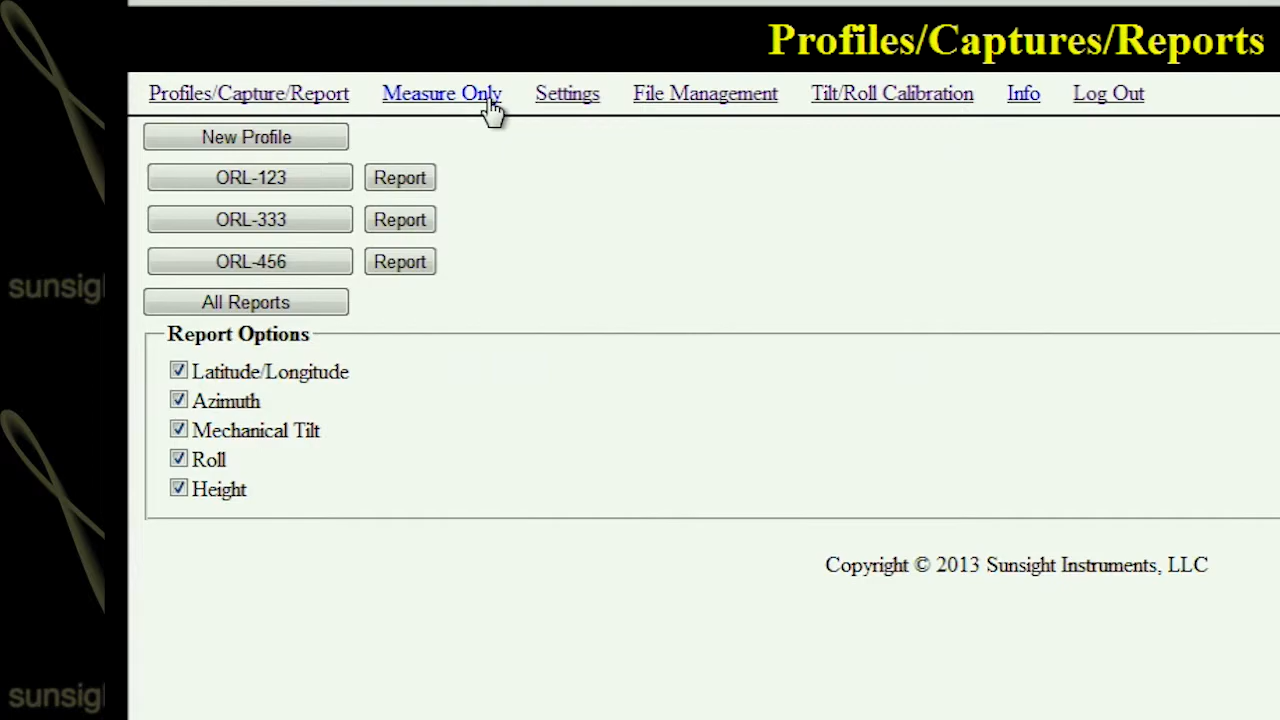 Profiles/Captures/Reports
Profiles/Capture/Report Measure Only Settings File Management Tilt/Roll Calibration Info Log Out
New Profile
ORL-123 Report
ORL-333 Report
ORL-456 Report
All Reports
Report Options
Latitude/Longitude
Azimuth
Mechanical Tilt
Roll
Height
Copyright © 2013 Sunsight Instruments, LLC
sunsig
sunsig